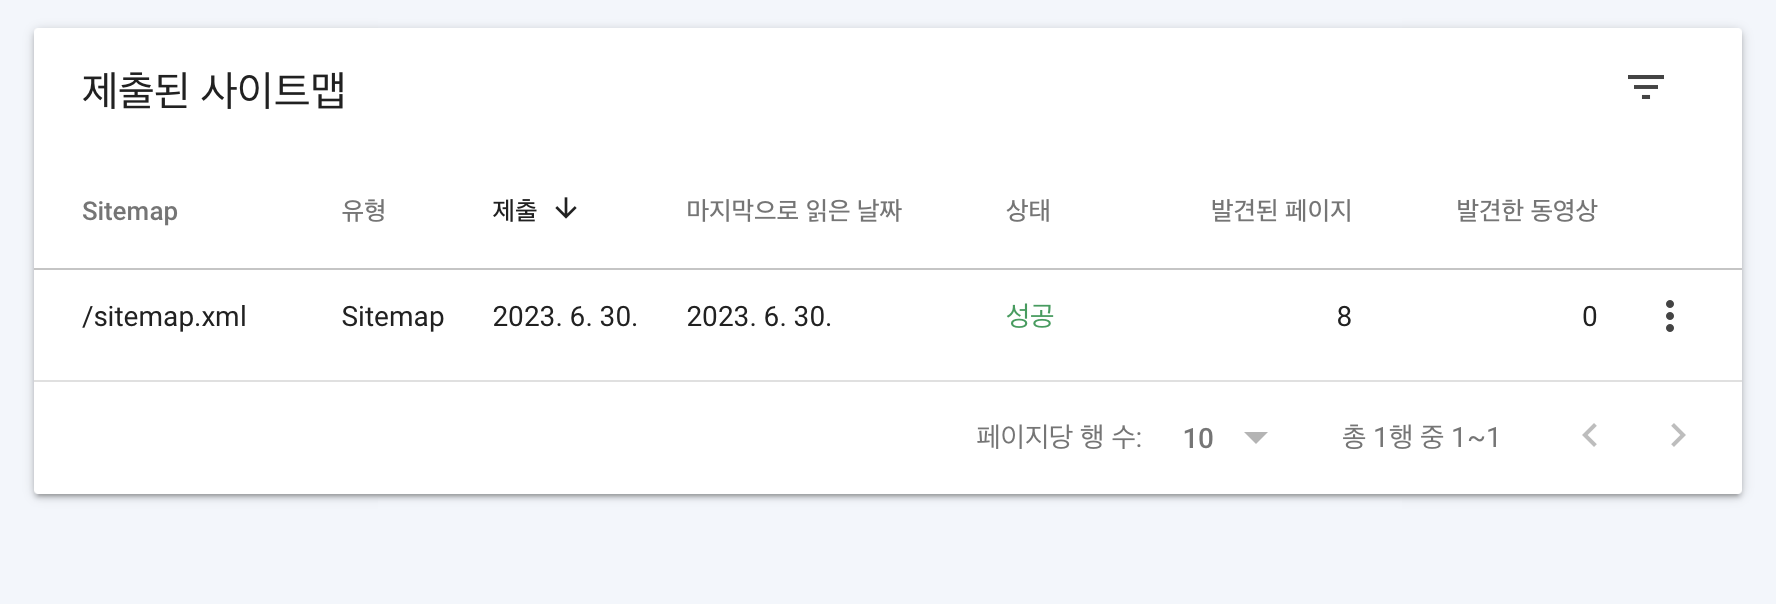 제출된 사이트맵
Sitemap 유형 제출 마지막으로 읽은 날짜 상태 발견된 페이지 발견한 동영상
/sitemap.xml Sitemap 2023. 6. 30. 2023. 6. 30. 성공 8 0
페이지당 행 수: 10 총 1행 중 1~1